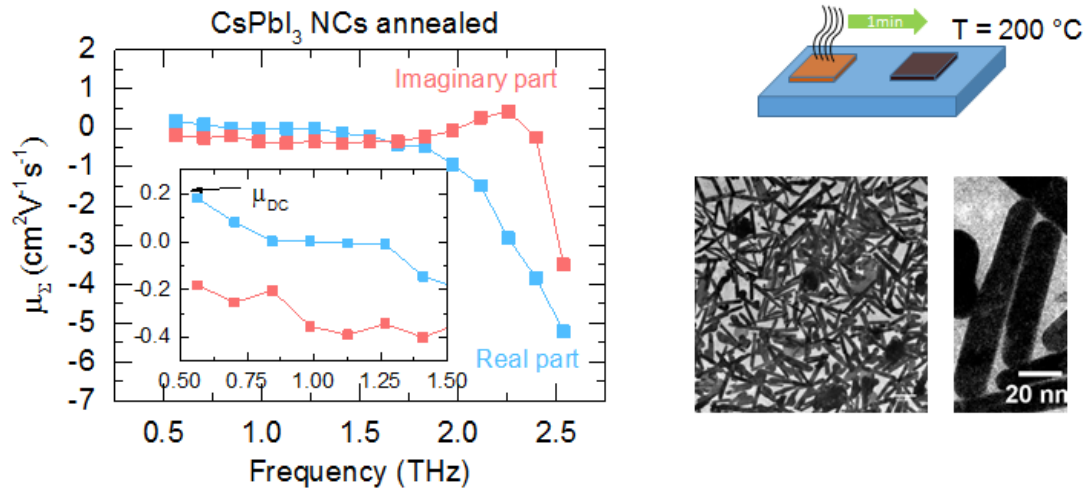 CsPbI₃ NCs annealed
2
1
0
-1
-2
-3
-4
-5
-6
-7
μ_Σ (cm²V⁻¹s⁻¹)
Imaginary part
Real part
0.2
0.0
-0.2
-0.4
μ_DC
0.50 0.75 1.00 1.25 1.50
0.5 1.0 1.5 2.0 2.5
Frequency (THz)
1min
T = 200 °C
20 nm